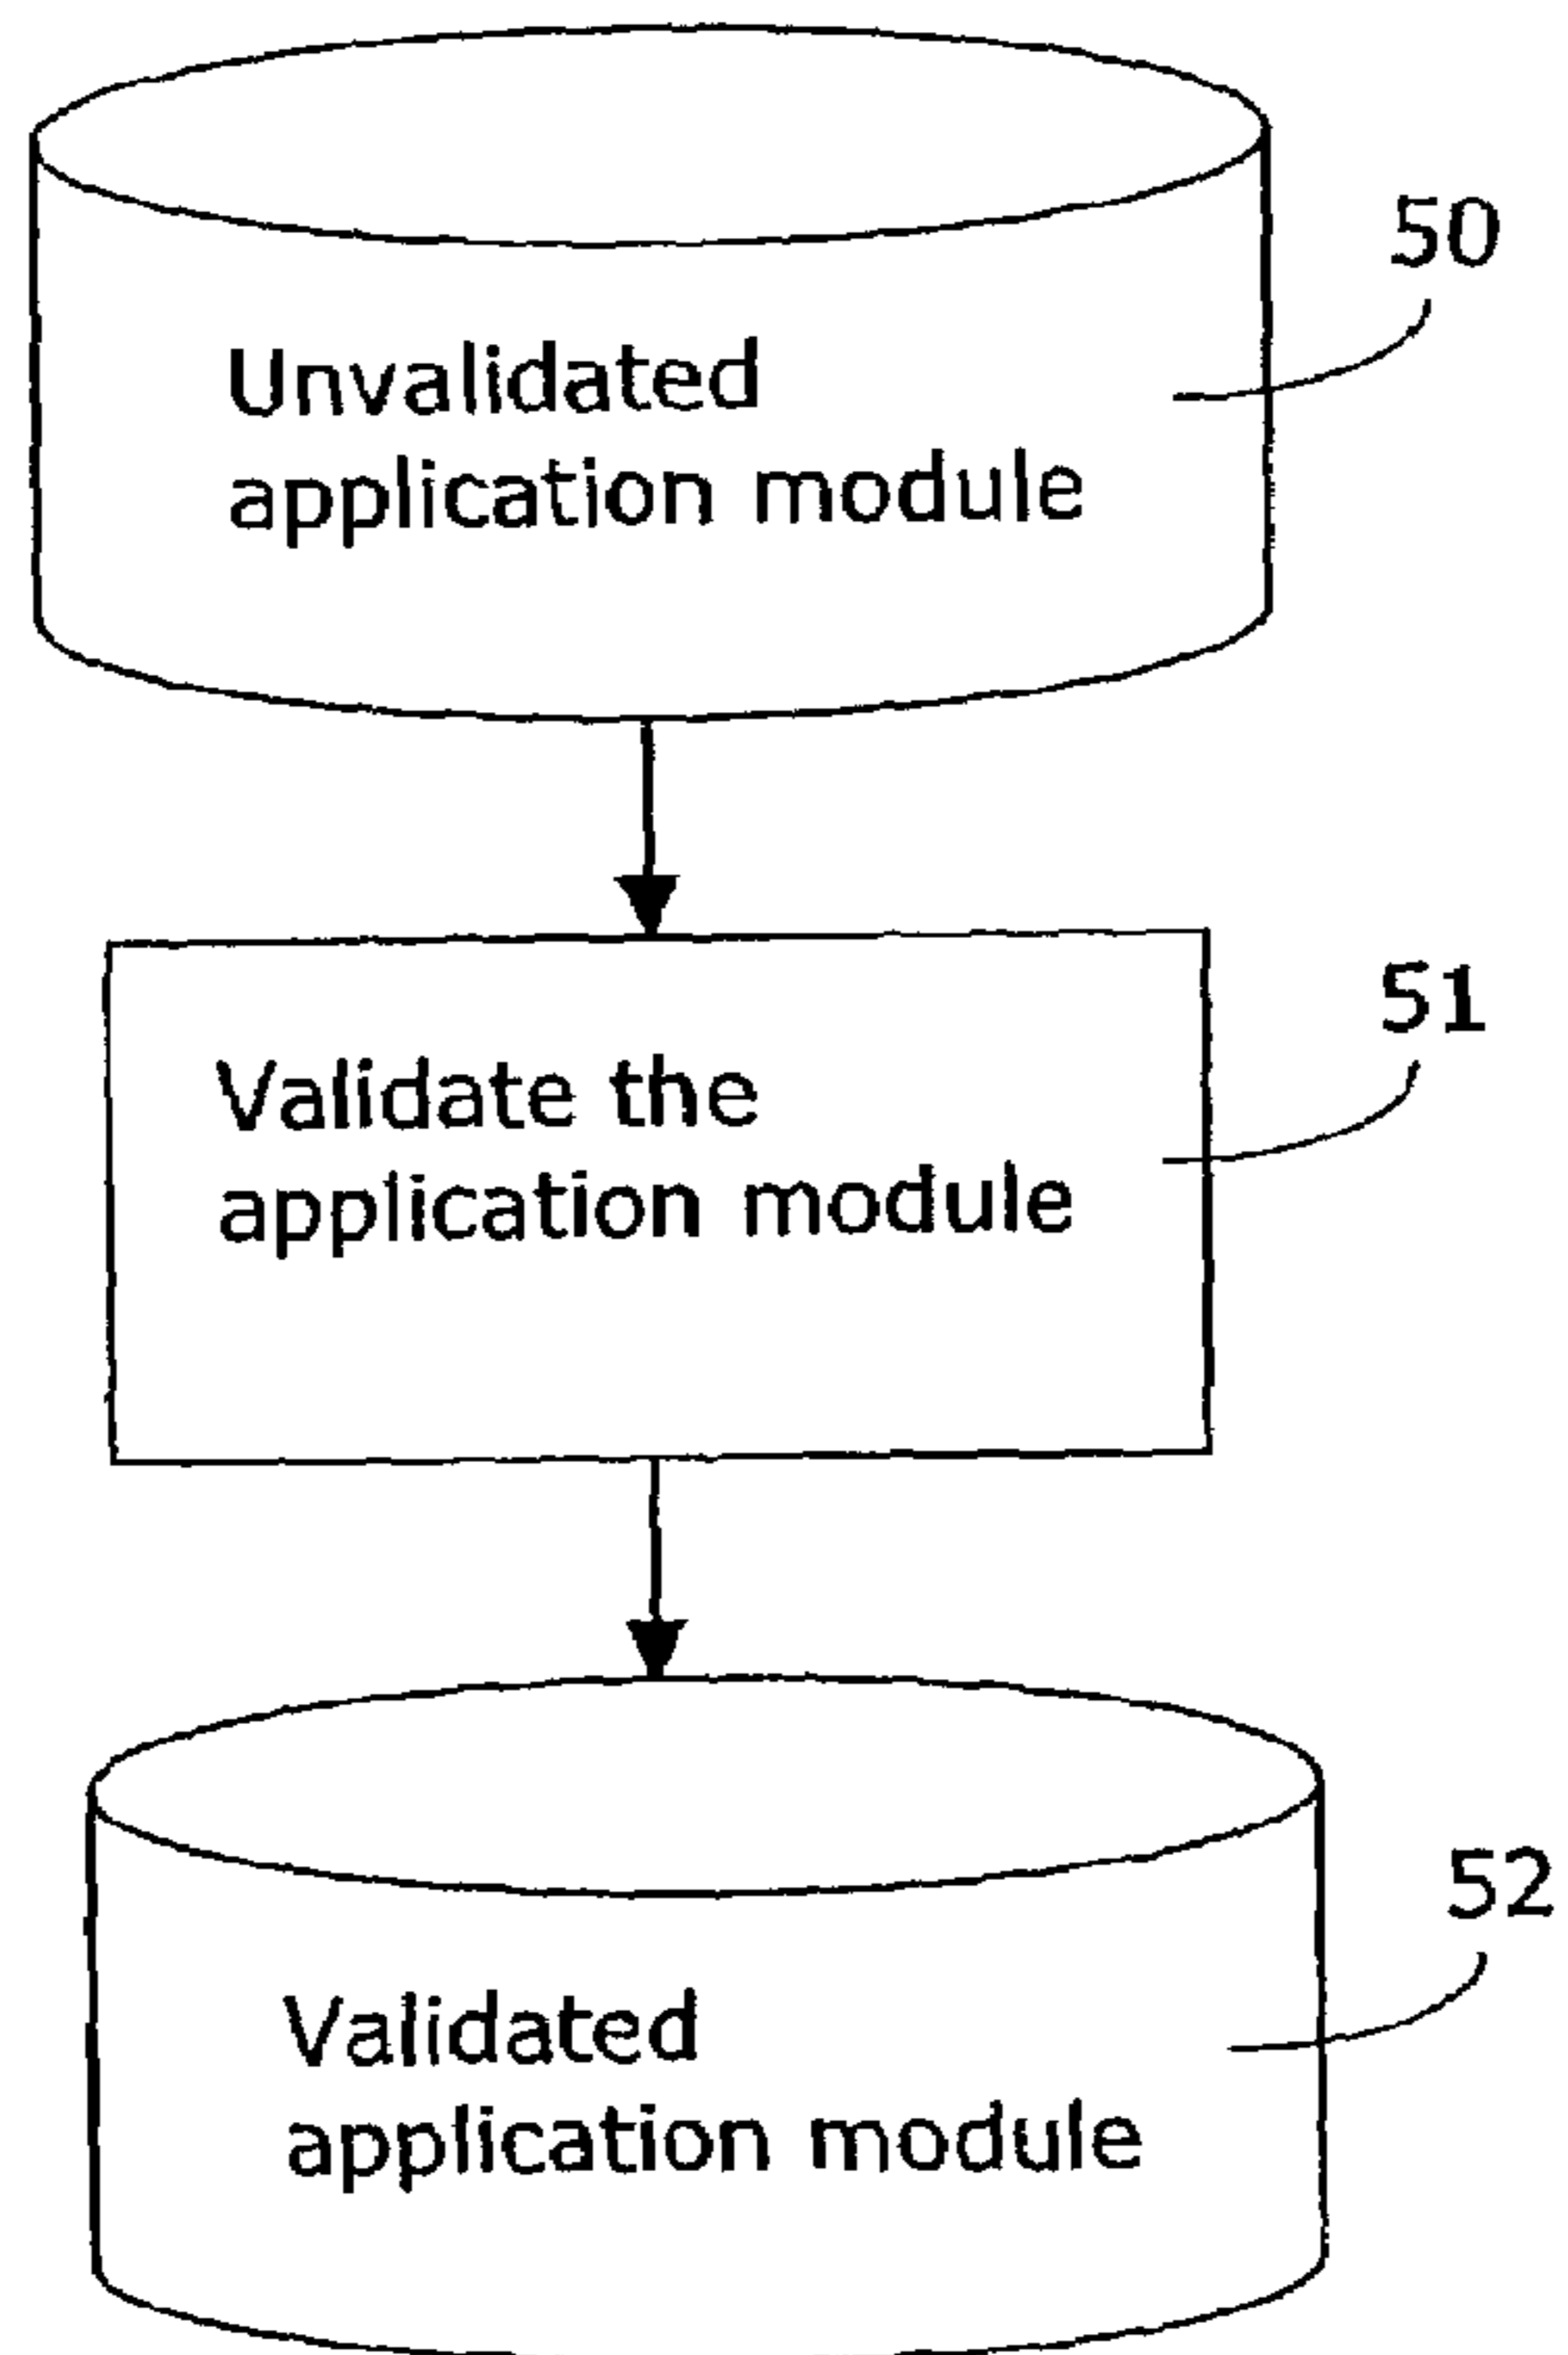 50
Unvalidated
application module
51
Validate the
application module
52
Validated
application module